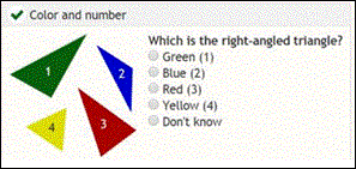 Color and number
Which is the right-angled triangle?
Green (1)
Blue (2)
Red (3)
Yellow (4)
Don't know
1
2
4
3